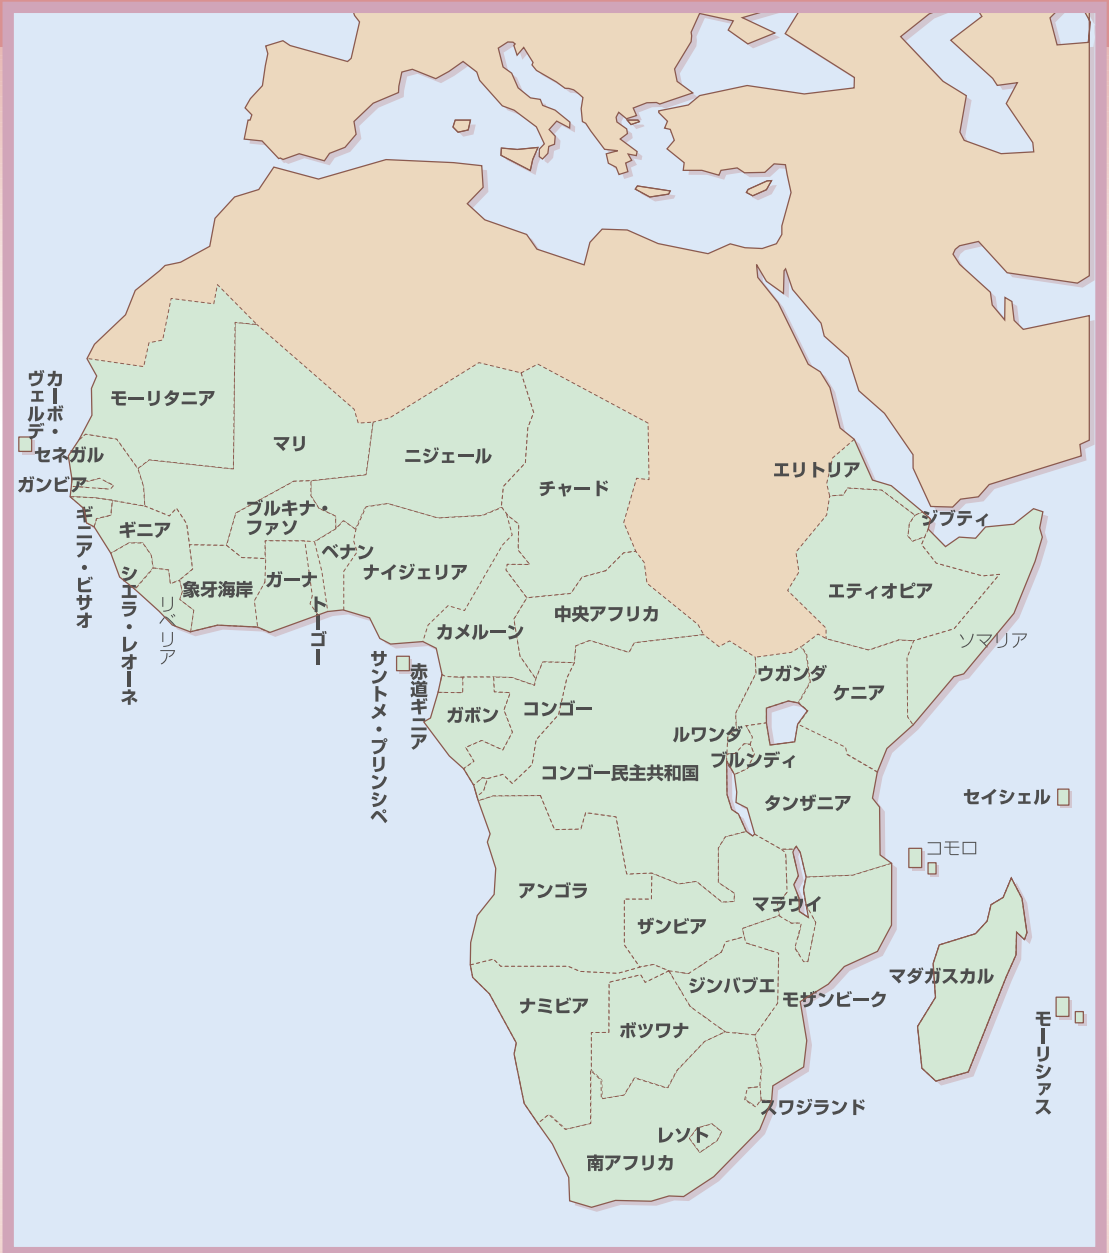 カーボ・
ヴェルデ
モーリタニア
マリ
ニジェール
チャード
エリトリア
セネガル
ガンビア
ギニア・ビサオ
ギニア
ブルキナ・
ファソ
ジブティ
ベナン
ナイジェリア
シエラ・レオーネ
リベリア
象牙海岸
ガーナ
トーゴー
エティオピア
中央アフリカ
カメルーン
ソマリア
サントメ・プリンシペ
赤道ギニア
ウガンダ
ケニア
ガボン
コンゴー
ルワンダ
ブルンディ
コンゴー民主共和国
タンザニア
セイシェル
コモロ
アンゴラ
マラウイ
ザンビア
マダガスカル
ジンバブエ
モザンビーク
ナミビア
ボツワナ
モーリシァス
スワジランド
レソト
南アフリカ